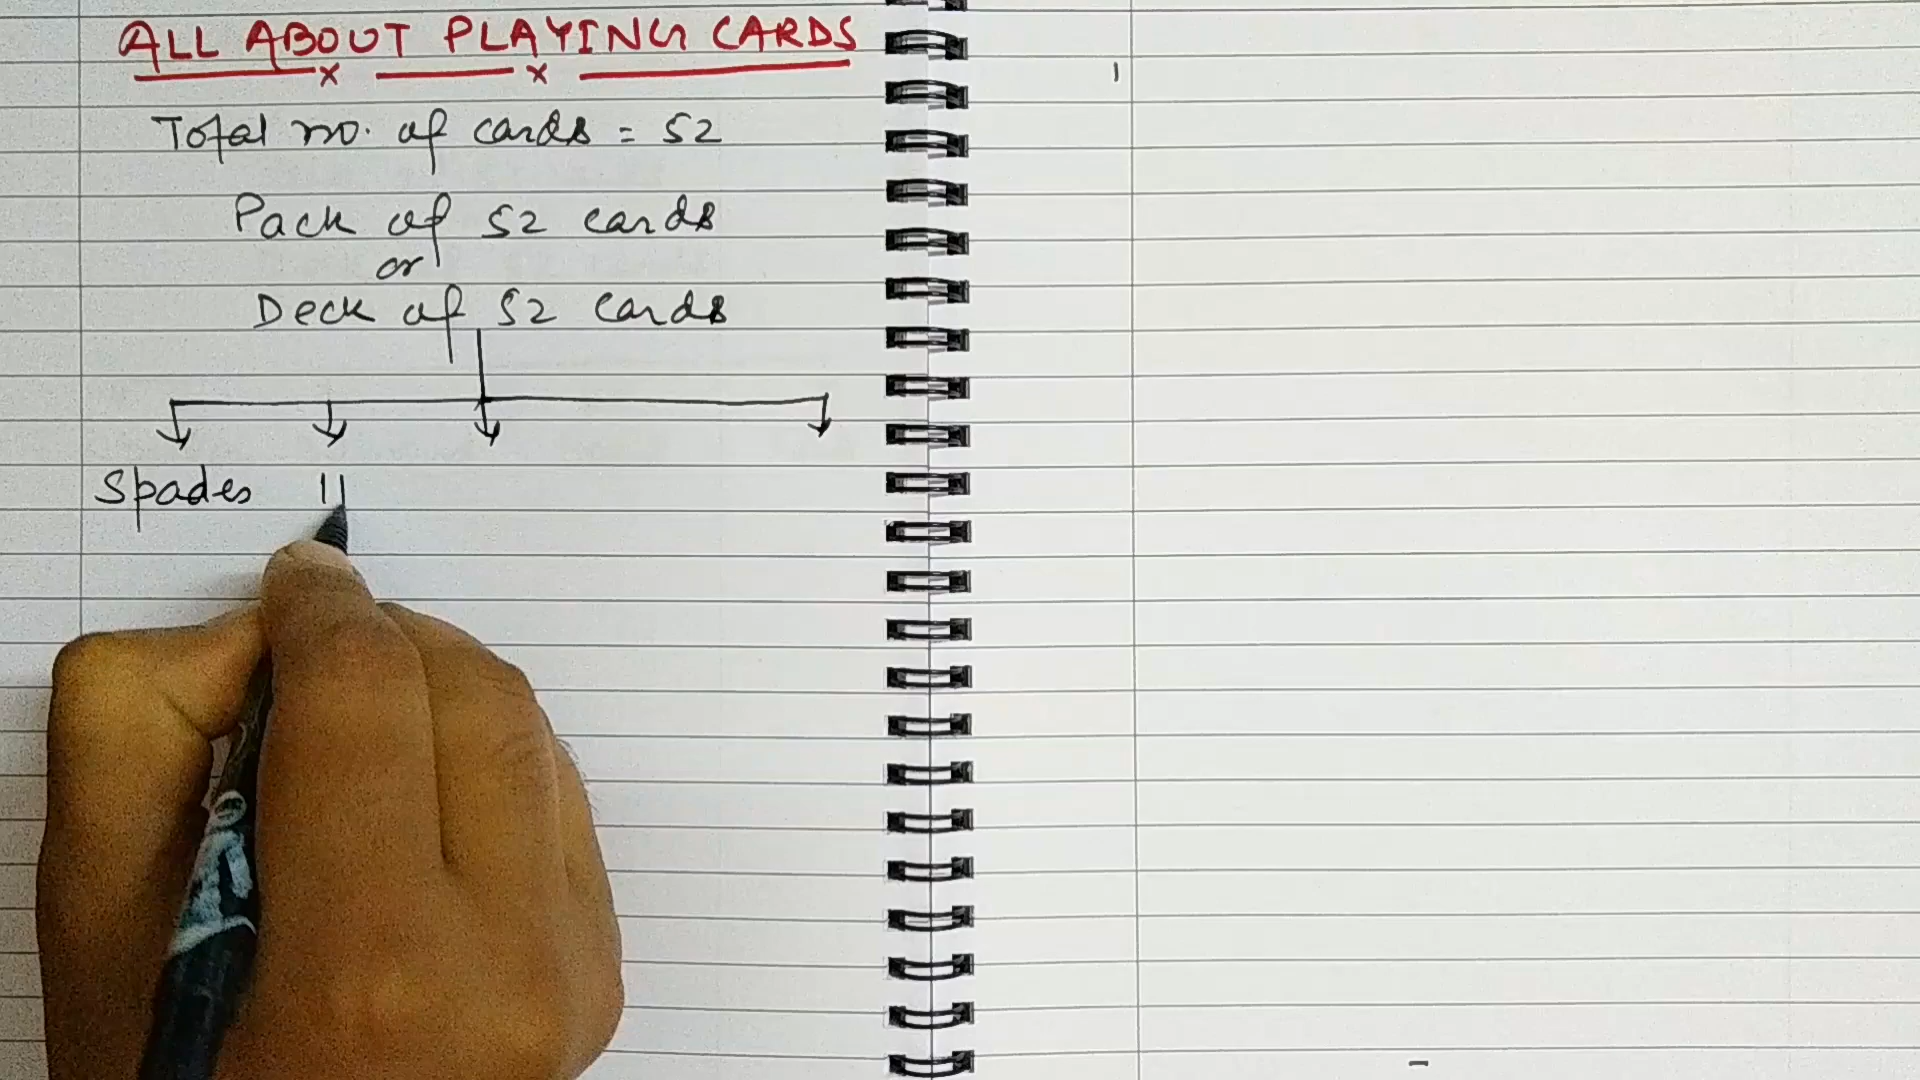 ALL ABOUT PLAYING CARDS
Total no. of cards = 52
Pack of 52 cards
or
Deck of 52 cards
Spades